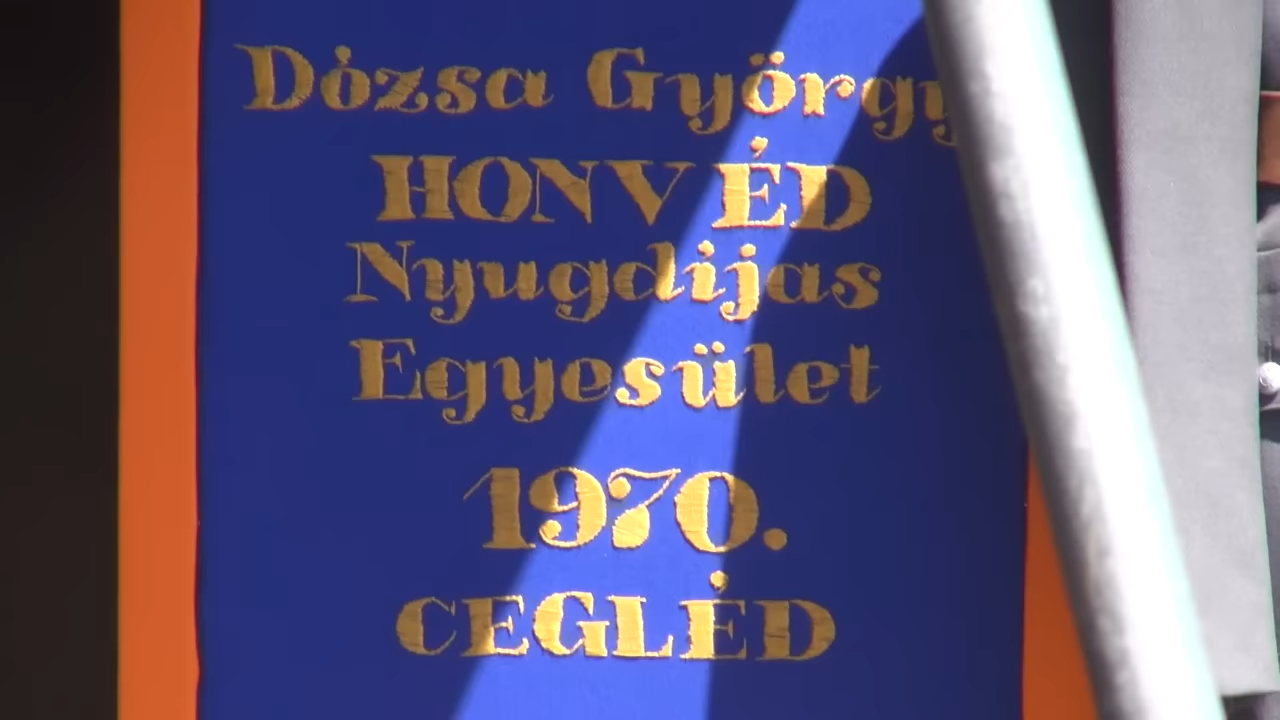 Dózsa György
HONVÉD
Nyugdijas
Egyesület
1970.
CEGLÉD